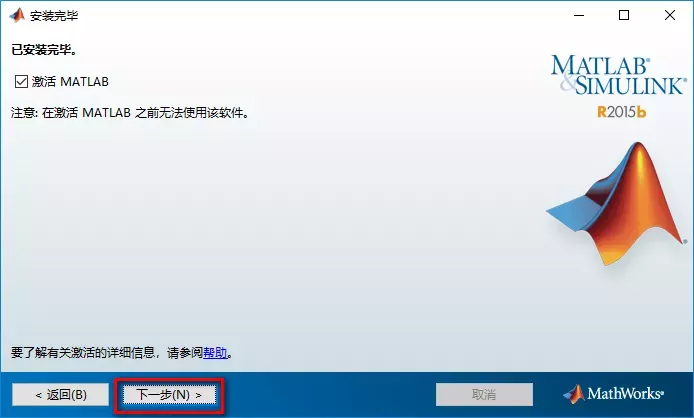 安装完毕
已安装完毕。
激活 MATLAB
注意: 在激活 MATLAB 之前无法使用该软件。
MATLAB®
&SIMULINK®
R2015b
要了解有关激活的详细信息，请参阅帮助。
< 返回(B)
下一步(N) >
取消
MathWorks®